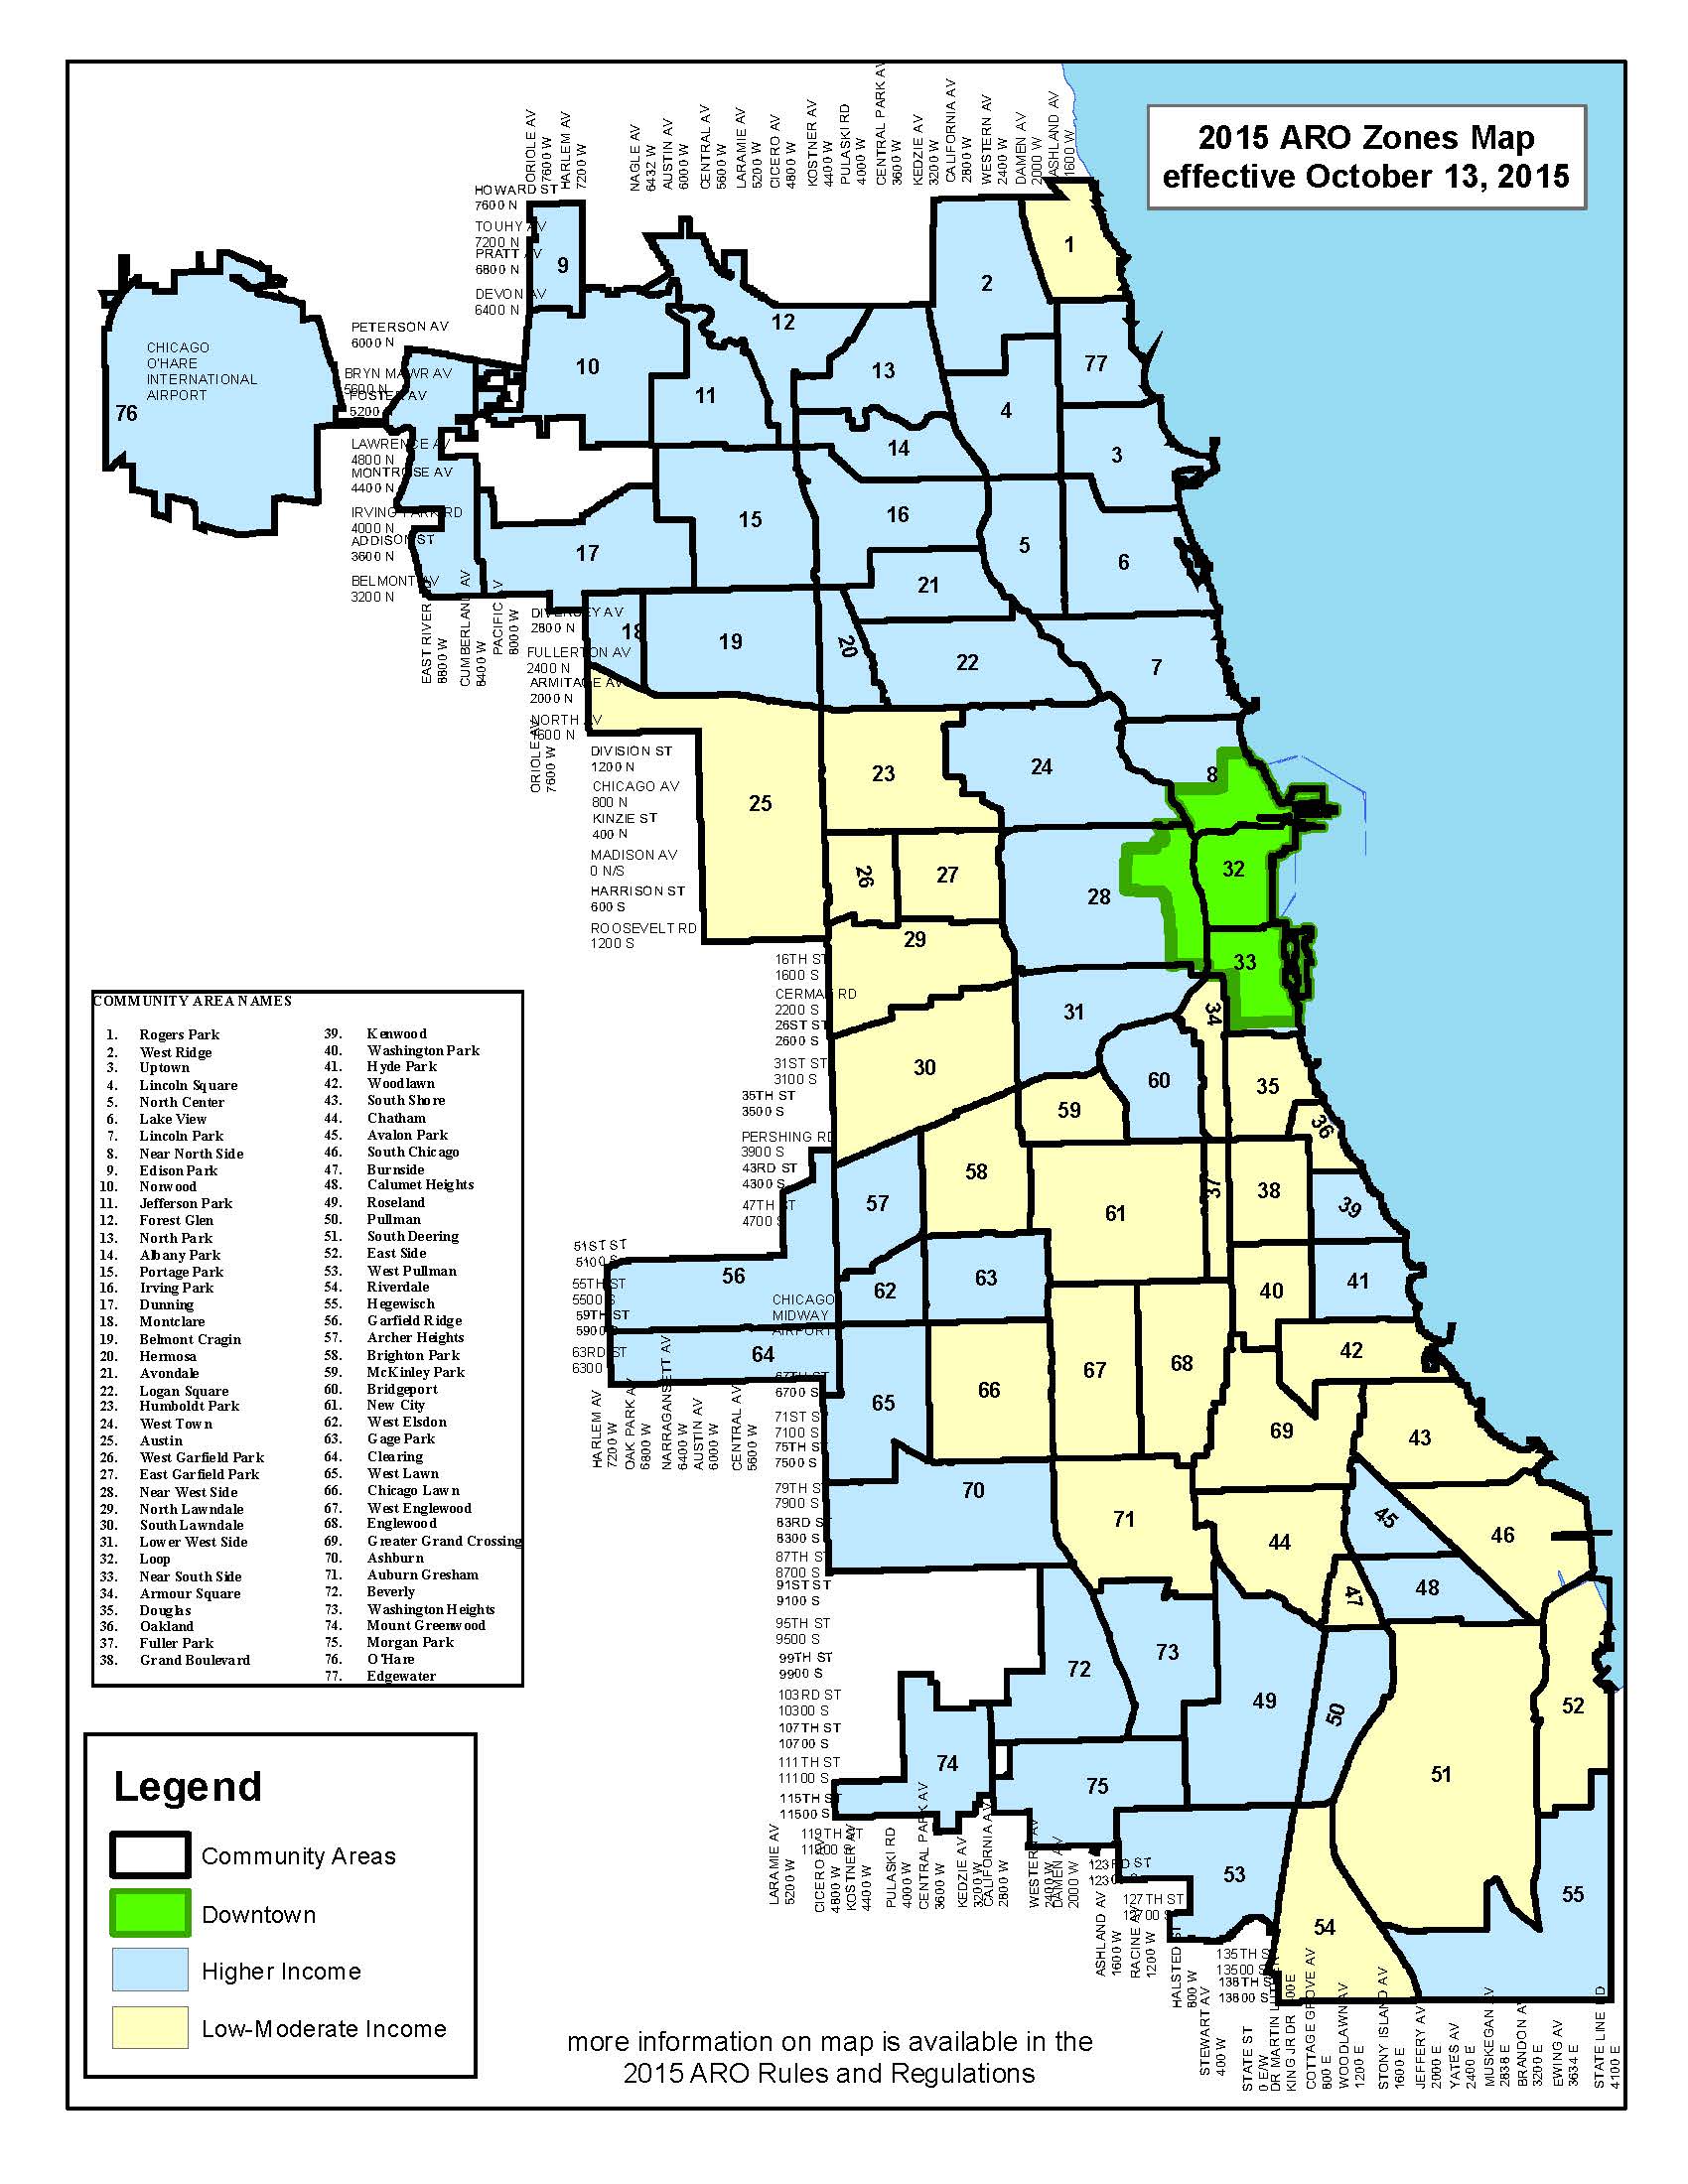 2015 ARO Zones Map
effective October 13, 2015
ORIOLE AV
7600 W
HARLEM AV
7200 W
NAGLE AV
6432 W
AUSTIN AV
6000 W
CENTRAL AV
5600 W
LARAMIE AV
5200 W
CICERO AV
4800 W
KOSTNER AV
4400 W
PULASKI RD
4000 W
CENTRAL PARK AV
3600 W
KEDZIE AV
3200 W
CALIFORNIA AV
2800 W
WESTERN AV
2400 W
DAMEN AV
2000 W
ASHLAND AV
1600 W
HOWARD ST
7600 N
TOUHY AV
7200 N
PRATT AV
6800 N
DEVON AV
6400 N
PETERSON AV
6000 N
BRYN MAWR AV
5600 N
FOSTER AV
5200
LAWRENCE AV
4800 N
MONTROSE AV
4400 N
IRVING PARK RD
4000 N
ADDISON ST
3600 N
BELMONT AV
3200 N
EAST RIVER
8800 W
CUMBERLAND AV
8400 W
PACIFIC AV
8000 W
DIVERSEY AV
2800 N
FULLERTON AV
2400 N
ARMITAGE AV
2000 N
NORTH AV
1600 N
ORIOLE AV
7600 W
DIVISION ST
1200 N
CHICAGO AV
800 N
KINZIE ST
400 N
MADISON AV
0 N/S
HARRISON ST
600 S
ROOSEVELT RD
1200 S
16TH ST
1600 S
CERMAK RD
2200 S
26ST ST
2600 S
31ST ST
3100 S
35TH ST
3500 S
PERSHING RD
3900 S
43RD ST
4300 S
47TH ST
4700 S
51ST ST
5100 S
55TH ST
5500 S
59TH ST
5900 S
63RD ST
6300
67TH ST
6700 S
71ST S
7100 S
75TH S
7500 S
79TH S
7900 S
83RD S
8300 S
87TH S
8700 S
91ST ST
9100 S
95TH ST
9500 S
99TH ST
9900 S
103RD ST
10300 S
107TH ST
10700 S
111TH ST
11100 S
115TH ST
11500 S
119TH ST
11900 S
123RD ST
127TH ST
12700 S
135TH S
13500 S
138TH S
13800 S
HARLEM AV
7200 W
OAK PARK AV
6800 W
NARRAGANSETT AV
6400 W
AUSTIN AV
6000 W
CENTRAL AV
5600 W
LARAMIE AV
5200 W
CICERO AV
4800 W
KOSTNER AV
4400 W
PULASKI RD
4000 W
CENTRAL PARK AV
3600 W
KEDZIE AV
3200 W
CALIFORNIA AV
2800 W
WESTERN AV
2400 W
DAMEN AV
2000 W
ASHLAND AV
1600 W
RACINE AV
1200 W
HALSTED ST
800 W
STEWART AV
400 W
STATE ST
0 E/W
DR MARTIN LUTHER
KING JR DR
COTTAGE GROVE AV
800 E
WOODLAWN AV
1200 E
STONY ISLAND AV
1600 E
JEFFERY AV
2000 E
YATES AV
2400 E
MUSKEGAN AV
2838 E
BRANDON AV
3200 E
EWING AV
3634 E
STATE LINE RD
4100 E
CHICAGO
O'HARE
INTERNATIONAL
AIRPORT
CHICAGO
MIDWAY
AIRPORT
1
2
77
9
12
10
13
11
76
4
14
3
15
16
5
17
21
6
18
19
20
22
7
25
23
24
8
26
27
28
32
29
33
31
34
30
60
35
59
36
58
57
61
37
38
39
56
62
63
40
41
64
67
68
42
66
65
69
43
70
71
44
45
46
47
48
72
73
49
50
52
74
75
51
53
54
55
COMMUNITY AREA NAMES
1. Rogers Park
2. West Ridge
3. Uptown
4. Lincoln Square
5. North Center
6. Lake View
7. Lincoln Park
8. Near North Side
9. Edison Park
10. Norwood
11. Jefferson Park
12. Forest Glen
13. North Park
14. Albany Park
15. Portage Park
16. Irving Park
17. Dunning
18. Montclare
19. Belmont Cragin
20. Hermosa
21. Avondale
22. Logan Square
23. Humboldt Park
24. West Town
25. Austin
26. West Garfield Park
27. East Garfield Park
28. Near West Side
29. North Lawndale
30. South Lawndale
31. Lower West Side
32. Loop
33. Near South Side
34. Armour Square
35. Douglas
36. Oakland
37. Fuller Park
38. Grand Boulevard
39. Kenwood
40. Washington Park
41. Hyde Park
42. Woodlawn
43. South Shore
44. Chatham
45. Avalon Park
46. South Chicago
47. Burnside
48. Calumet Heights
49. Roseland
50. Pullman
51. South Deering
52. East Side
53. West Pullman
54. Riverdale
55. Hegewisch
56. Garfield Ridge
57. Archer Heights
58. Brighton Park
59. McKinley Park
60. Bridgeport
61. New City
62. West Elsdon
63. Gage Park
64. Clearing
65. West Lawn
66. Chicago Lawn
67. West Englewood
68. Englewood
69. Greater Grand Crossing
70. Ashburn
71. Auburn Gresham
72. Beverly
73. Washington Heights
74. Mount Greenwood
75. Morgan Park
76. O'Hare
77. Edgewater
Legend
Community Areas
Downtown
Higher Income
Low-Moderate Income
more information on map is available in the
2015 ARO Rules and Regulations